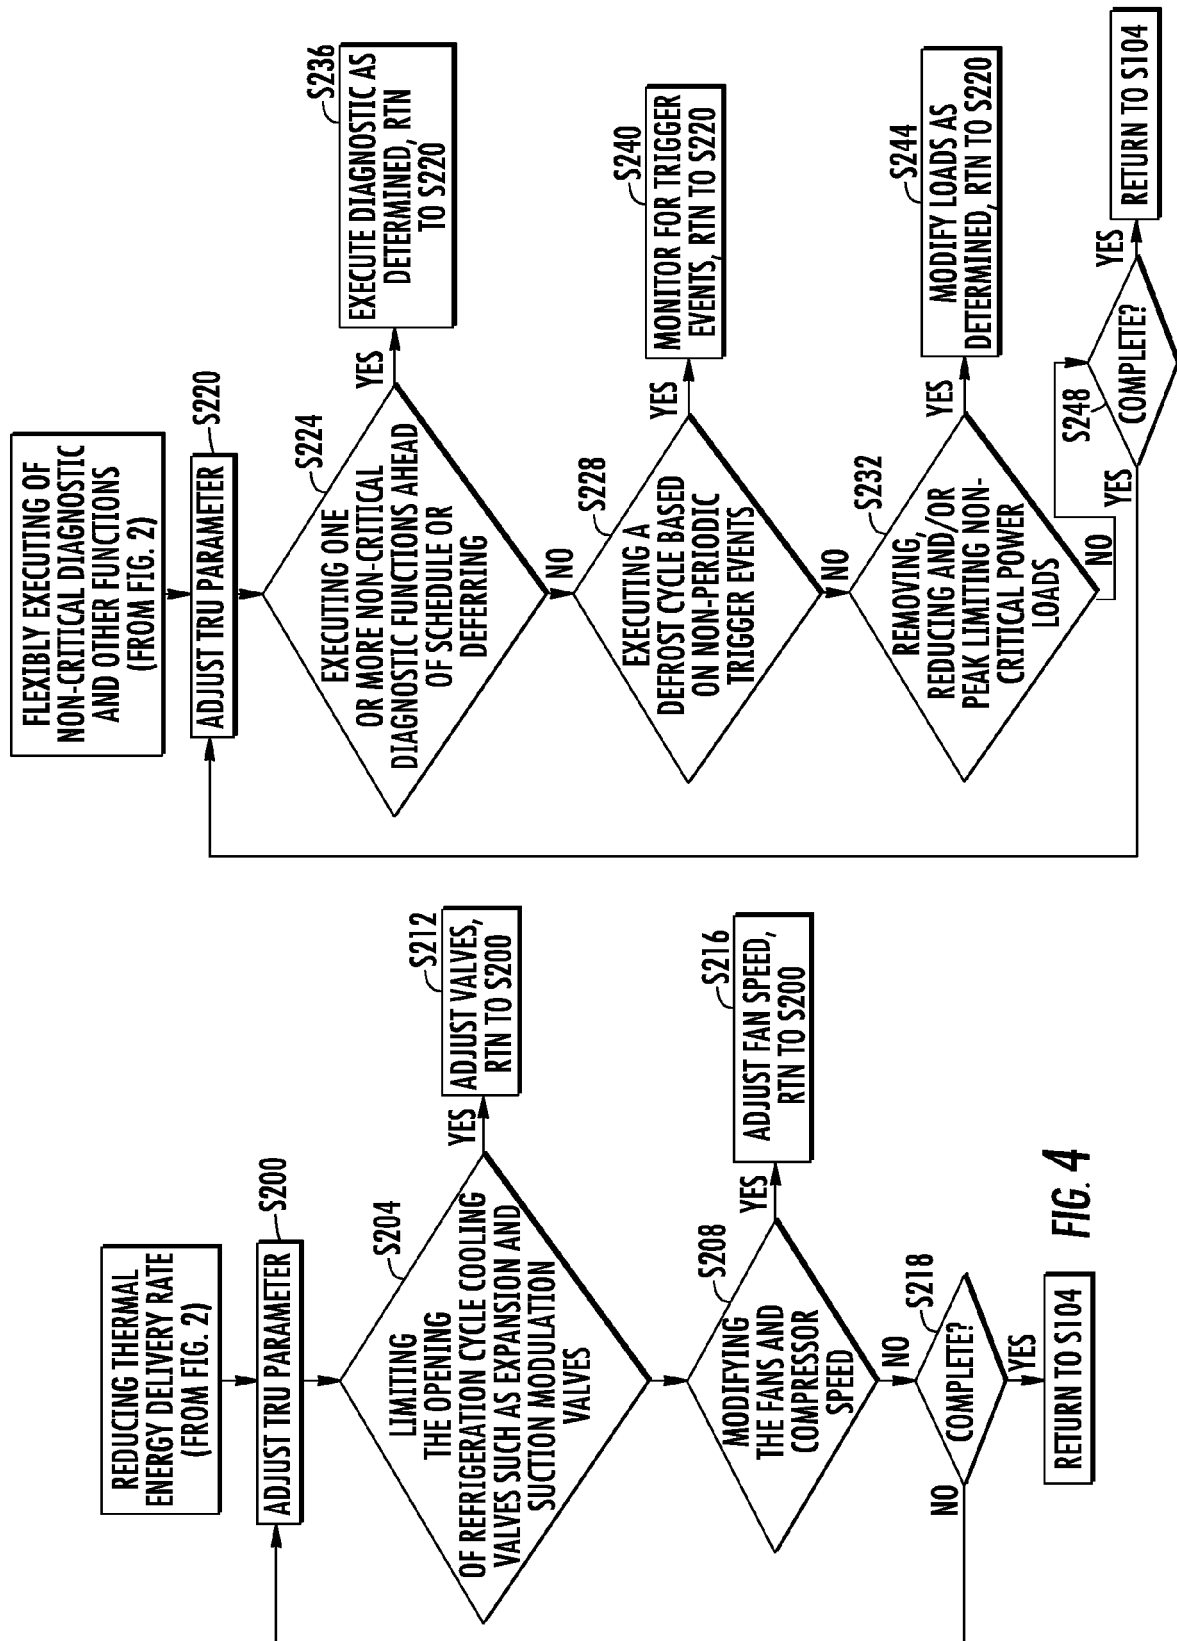 REDUCING THERMAL
ENERGY DELIVERY RATE
(FROM FIG. 2)
S200
ADJUST TRU PARAMETER
S204
LIMITING
THE OPENING
OF REFRIGERATION CYCLE COOLING
VALVES SUCH AS EXPANSION AND
SUCTION MODULATION
VALVES
YES
S212
ADJUST VALVES,
RTN TO S200
S208
MODIFYING
THE FANS AND
COMPRESSOR
SPEED
YES
S216
ADJUST FAN SPEED,
RTN TO S200
NO
S218
COMPLETE?
NO
YES
RETURN TO S104
FLEXIBLY EXECUTING OF
NON-CRITICAL DIAGNOSTIC
AND OTHER FUNCTIONS
(FROM FIG. 2)
S220
ADJUST TRU PARAMETER
S224
EXECUTING ONE
OR MORE NON-CRITICAL
DIAGNOSTIC FUNCTIONS AHEAD
OF SCHEDULE OR
DEFERRING
YES
S236
EXECUTE DIAGNOSTIC AS
DETERMINED, RTN
TO S220
NO
S228
EXECUTING A
DEFROST CYCLE BASED
ON NON-PERIODIC
TRIGGER EVENTS
YES
S240
MONITOR FOR TRIGGER
EVENTS, RTN TO S220
NO
S232
REMOVING,
REDUCING AND/OR
PEAK LIMITING NON-
CRITICAL POWER
LOADS
YES
S244
MODIFY LOADS AS
DETERMINED, RTN TO S220
NO
S248
COMPLETE?
YES
YES
RETURN TO S104
FIG. 4